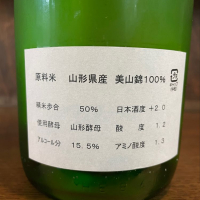 原料米 山形県産 美山錦100%
精米歩合 50% 日本酒度 +2.0
使用酵母 山形酵母 酸度 1.2
アルコール分 15.5% アミノ酸度 1.3